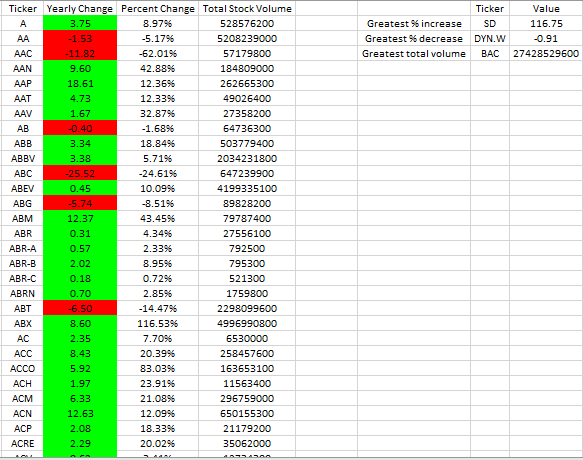 Ticker Yearly Change Percent Change Total Stock Volume Ticker Value
A 3.75 8.97% 528576200 Greatest % increase SD 116.75
AA -1.53 -5.17% 5208239000 Greatest % decrease DYN.W -0.91
AAC -11.82 -62.01% 57179800 Greatest total volume BAC 27428529600
AAN 9.60 42.88% 184809000
AAP 18.61 12.36% 262665300
AAT 4.73 12.33% 49026400
AAV 1.67 32.87% 27358200
AB -0.40 -1.68% 64736300
ABB 3.34 18.84% 503779400
ABBV 3.38 5.71% 2034231800
ABC -25.52 -24.61% 647239900
ABEV 0.45 10.09% 4199335100
ABG -5.74 -8.51% 89828200
ABM 12.37 43.45% 79787400
ABR 0.31 4.34% 27556100
ABR-A 0.57 2.33% 792500
ABR-B 2.02 8.95% 795300
ABR-C 0.18 0.72% 521300
ABRN 0.70 2.85% 1759800
ABT -6.50 -14.47% 2298099600
ABX 8.60 116.53% 4996990800
AC 2.35 7.70% 6530000
ACC 8.43 20.39% 258457600
ACCO 5.92 83.03% 163653100
ACH 1.97 23.91% 11563400
ACM 6.33 21.08% 296759000
ACN 12.63 12.09% 650155300
ACP 2.08 18.33% 21179200
ACRE 2.29 20.02% 35062000